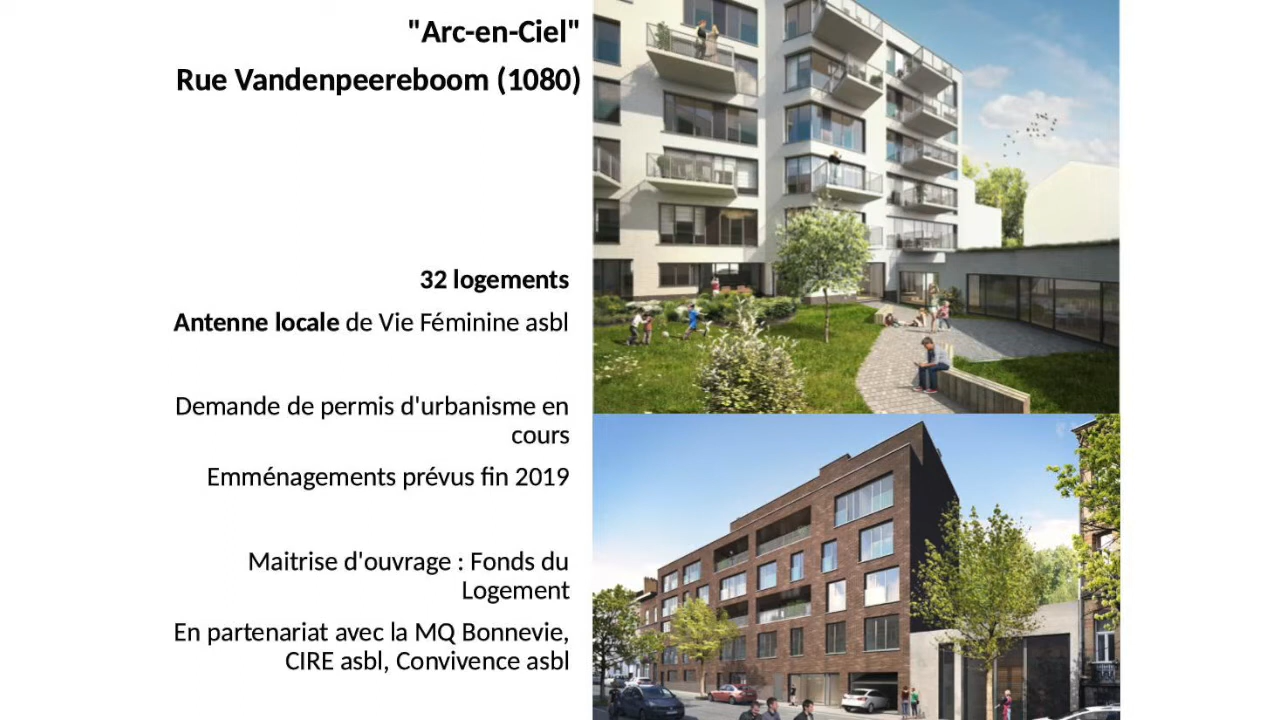 "Arc-en-Ciel"
Rue Vandenpeereboom (1080)
32 logements
Antenne locale de Vie Féminine asbl
Demande de permis d'urbanisme en
cours
Emménagements prévus fin 2019
Maitrise d'ouvrage : Fonds du
Logement
En partenariat avec la MQ Bonnevie,
CIRE asbl, Convivence asbl